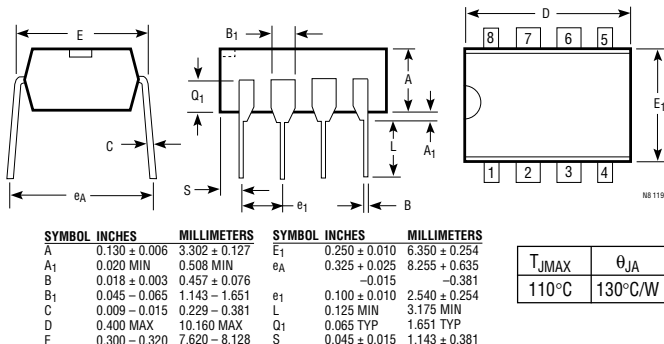 E
C
eA
B1
Q1
A
A1
L
S
e1
B
D
8 7 6 5
E1
1 2 3 4
N8 1197
SYMBOL INCHES MILLIMETERS
A 0.130 ± 0.006 3.302 ± 0.127
A1 0.020 MIN 0.508 MIN
B 0.018 ± 0.003 0.457 ± 0.076
B1 0.045 – 0.065 1.143 - 1.651
C 0.009 – 0.015 0.229 – 0.381
D 0.400 MAX 10.160 MAX
E 0.300 – 0.320 7.620 – 8.128
SYMBOL INCHES MILLIMETERS
E1 0.250 ± 0.010 6.350 ± 0.254
eA 0.325 + 0.025 8.255 + 0.635
–0.015 –0.381
e1 0.100 ± 0.010 2.540 ± 0.254
L 0.125 MIN 3.175 MIN
Q1 0.065 TYP 1.651 TYP
S 0.045 ± 0.015 1.143 ± 0.381
TJMAX θJA
110°C 130°C/W